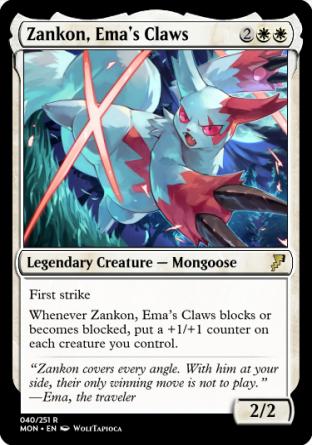 Zankon, Ema's Claws 2
Legendary Creature — Mongoose
First strike
Whenever Zankon, Ema's Claws blocks or
becomes blocked, put a +1/+1 counter on
each creature you control.
"Zankon covers every angle. With him at your
side, their only winning move is not to play."
—Ema, the traveler
2/2
040/251 R
MON • EN WolfTapioca